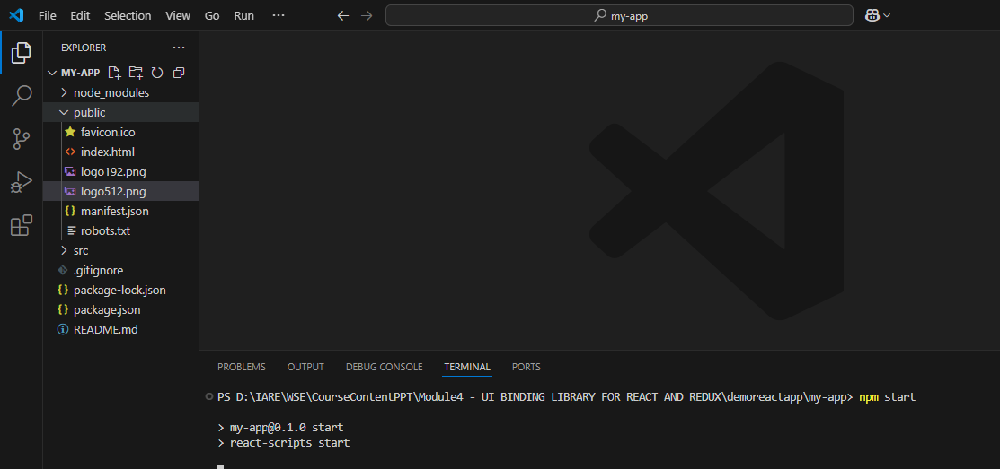 File Edit Selection View Go Run ···
my-app
EXPLORER ···
MY-APP
node_modules
public
favicon.ico
index.html
logo192.png
logo512.png
manifest.json
robots.txt
src
.gitignore
package-lock.json
package.json
README.md
PROBLEMS OUTPUT DEBUG CONSOLE TERMINAL PORTS
PS D:\IARE\WSE\CourseContentPPT\Module4 - UI BINDING LIBRARY FOR REACT AND REDUX\demoreactapp\my-app> npm start
> my-app@0.1.0 start
> react-scripts start